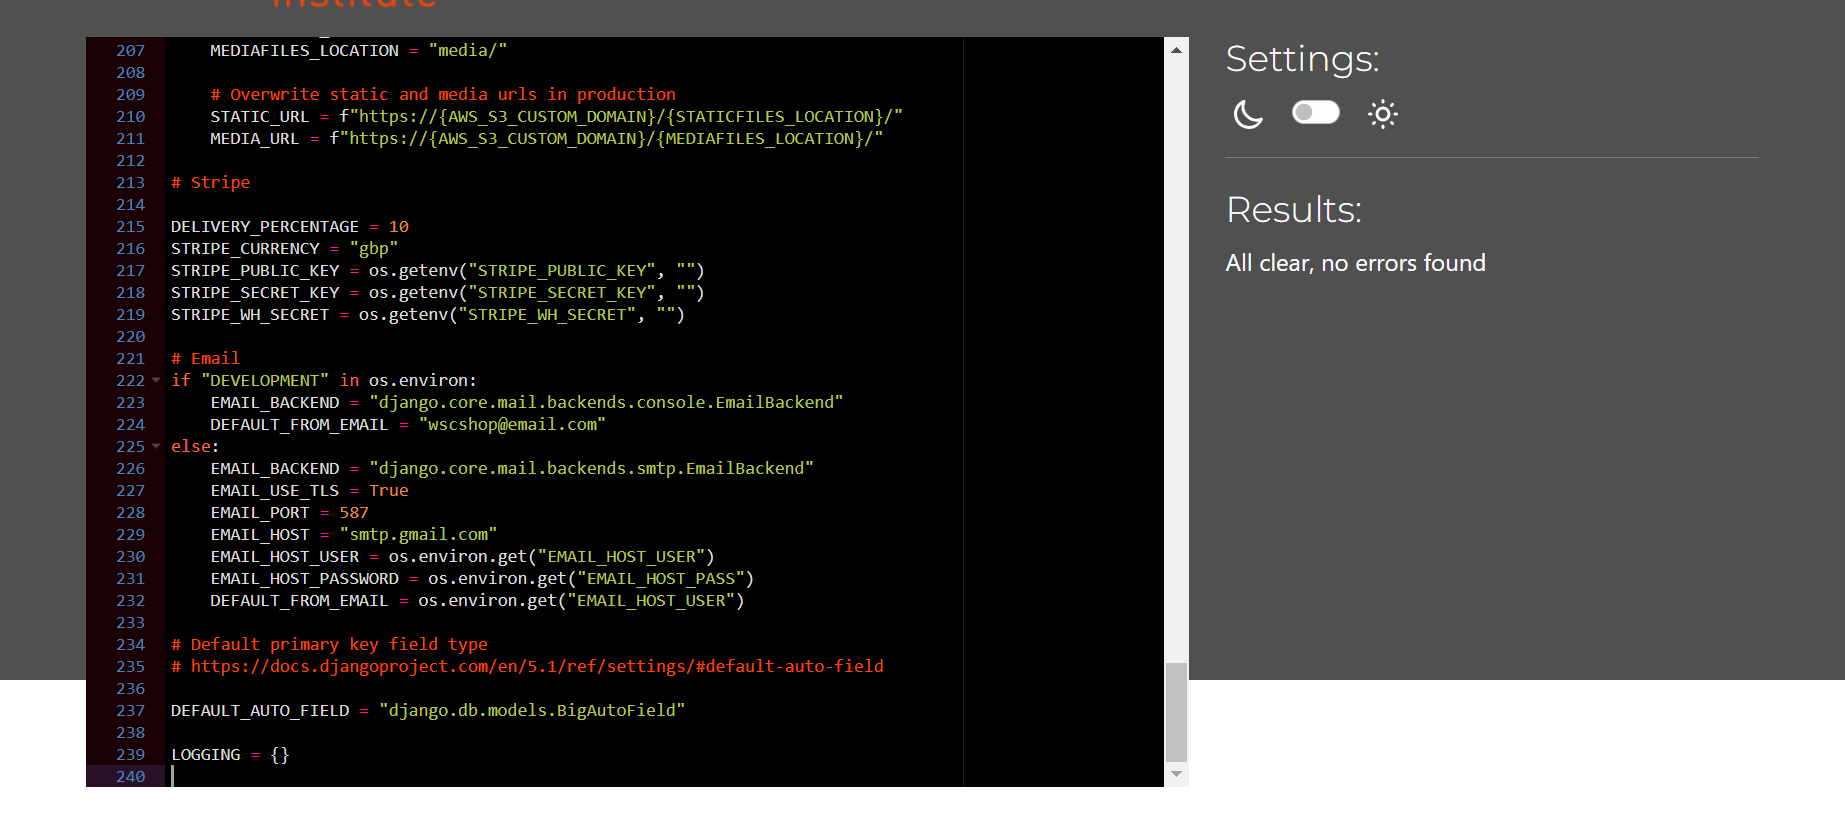 Institute
207     MEDIAFILES_LOCATION = "media/"
208
209     # Overwrite static and media urls in production
210     STATIC_URL = f"https://{AWS_S3_CUSTOM_DOMAIN}/{STATICFILES_LOCATION}/"
211     MEDIA_URL = f"https://{AWS_S3_CUSTOM_DOMAIN}/{MEDIAFILES_LOCATION}/"
212
213 # Stripe
214
215 DELIVERY_PERCENTAGE = 10
216 STRIPE_CURRENCY = "gbp"
217 STRIPE_PUBLIC_KEY = os.getenv("STRIPE_PUBLIC_KEY", "")
218 STRIPE_SECRET_KEY = os.getenv("STRIPE_SECRET_KEY", "")
219 STRIPE_WH_SECRET = os.getenv("STRIPE_WH_SECRET", "")
220
221 # Email
222 if "DEVELOPMENT" in os.environ:
223     EMAIL_BACKEND = "django.core.mail.backends.console.EmailBackend"
224     DEFAULT_FROM_EMAIL = "wscshop@email.com"
225 else:
226     EMAIL_BACKEND = "django.core.mail.backends.smtp.EmailBackend"
227     EMAIL_USE_TLS = True
228     EMAIL_PORT = 587
229     EMAIL_HOST = "smtp.gmail.com"
230     EMAIL_HOST_USER = os.environ.get("EMAIL_HOST_USER")
231     EMAIL_HOST_PASSWORD = os.environ.get("EMAIL_HOST_PASS")
232     DEFAULT_FROM_EMAIL = os.environ.get("EMAIL_HOST_USER")
233
234 # Default primary key field type
235 # https://docs.djangoproject.com/en/5.1/ref/settings/#default-auto-field
236
237 DEFAULT_AUTO_FIELD = "django.db.models.BigAutoField"
238
239 LOGGING = {}
240
Settings:
Results:
All clear, no errors found